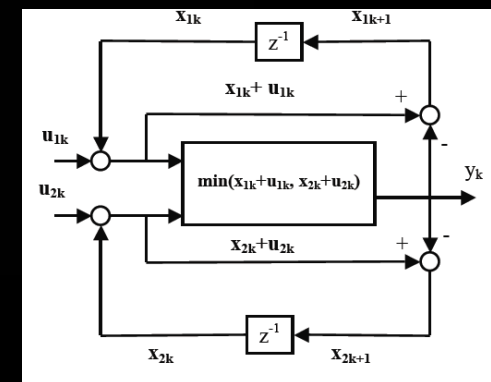 x1k x1k+1
z-1
x1k+ u1k
+
u1k
-
min(x1k+u1k, x2k+u2k)
yk
u2k
-
x2k+u2k +
z-1
x2k x2k+1